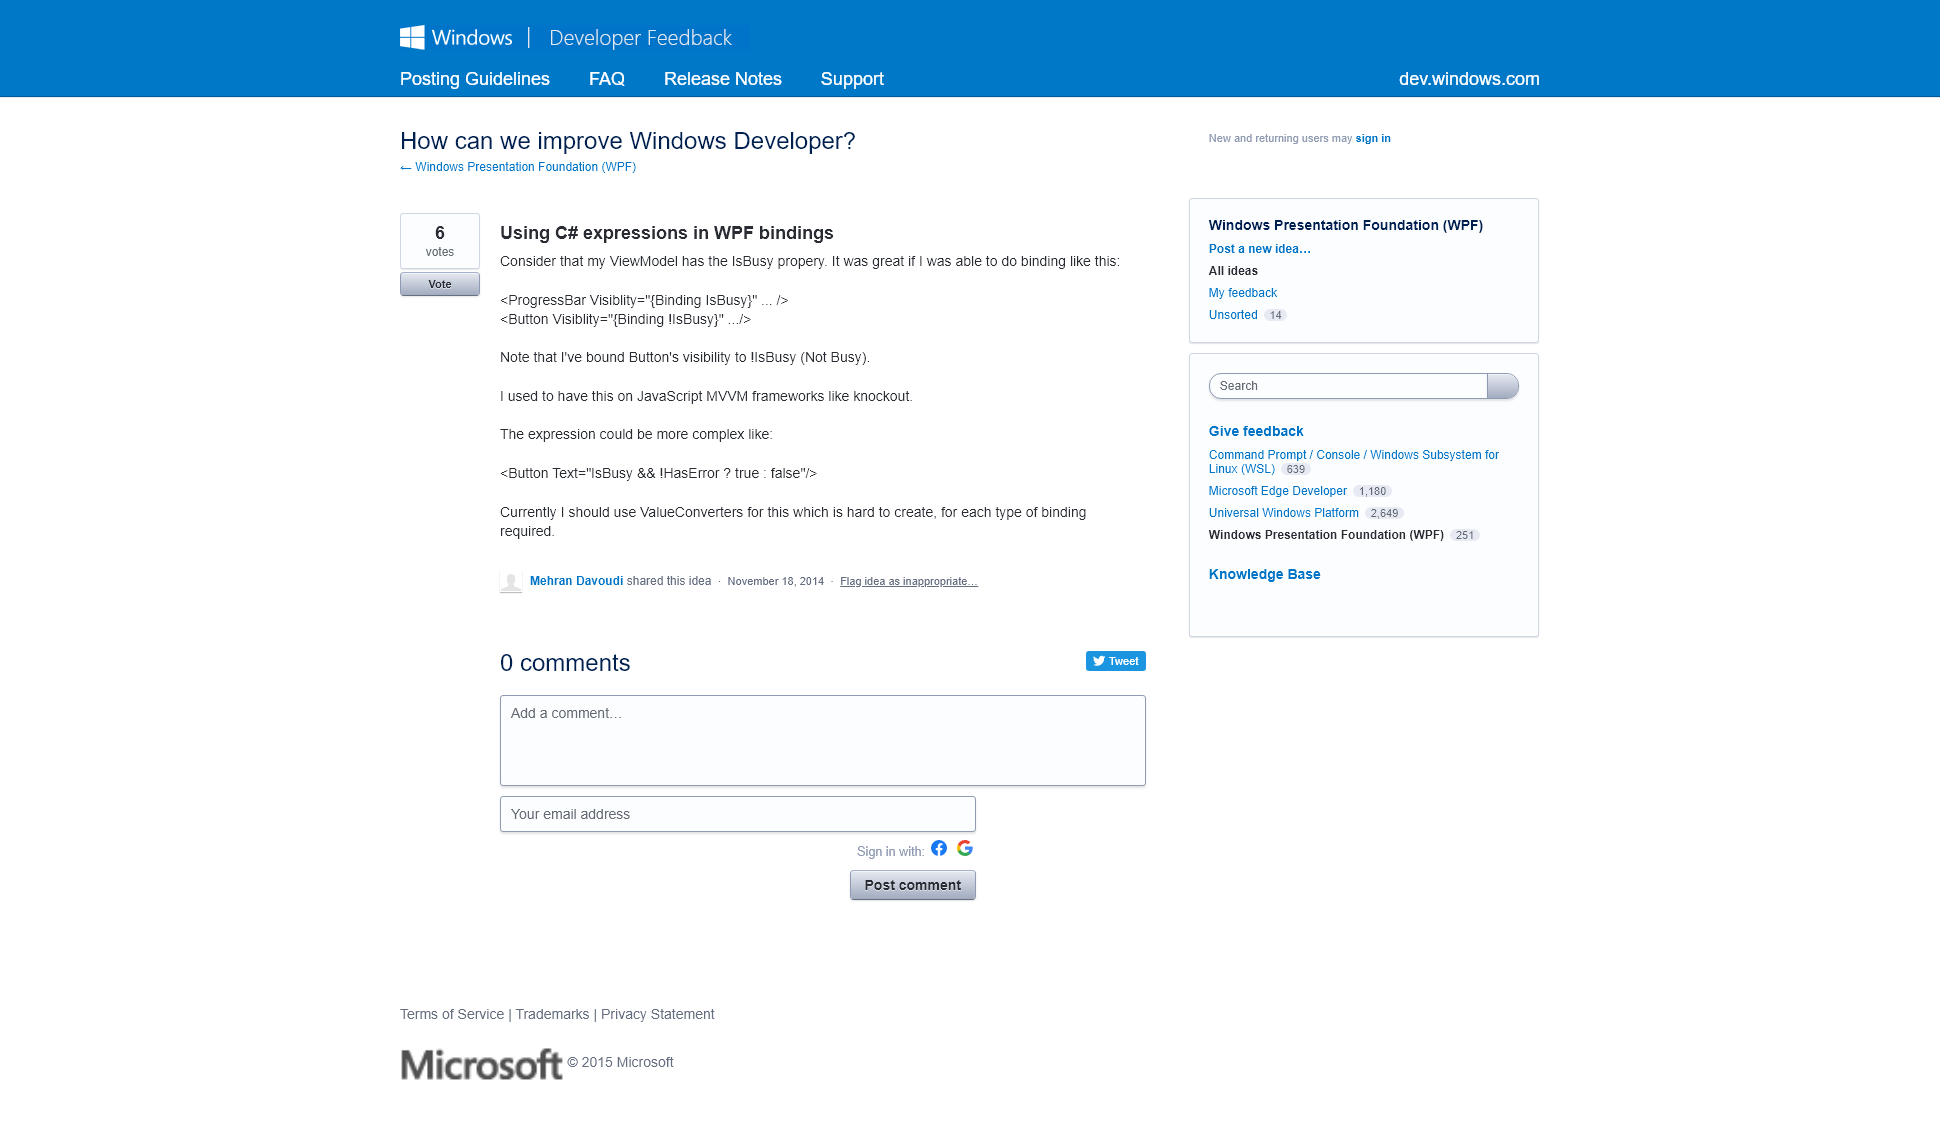 Windows | Developer Feedback
Posting Guidelines FAQ Release Notes Support dev.windows.com
How can we improve Windows Developer?
← Windows Presentation Foundation (WPF)
New and returning users may sign in
6
votes
Vote
Using C# expressions in WPF bindings
Consider that my ViewModel has the IsBusy propery. It was great if I was able to do binding like this:
<ProgressBar Visiblity="{Binding IsBusy}" ... />
<Button Visiblity="{Binding !IsBusy}" .../>
Note that I've bound Button's visibility to !IsBusy (Not Busy).
I used to have this on JavaScript MVVM frameworks like knockout.
The expression could be more complex like:
<Button Text="IsBusy && !HasError ? true : false"/>
Currently I should use ValueConverters for this which is hard to create, for each type of binding
required.
Mehran Davoudi shared this idea · November 18, 2014 · Flag idea as inappropriate…
0 comments
Tweet
Add a comment…
Your email address
Sign in with:
Post comment
Windows Presentation Foundation (WPF)
Post a new idea…
All ideas
My feedback
Unsorted 14
Search
Give feedback
Command Prompt / Console / Windows Subsystem for
Linux (WSL) 639
Microsoft Edge Developer 1,180
Universal Windows Platform 2,649
Windows Presentation Foundation (WPF) 251
Knowledge Base
Terms of Service | Trademarks | Privacy Statement
Microsoft © 2015 Microsoft